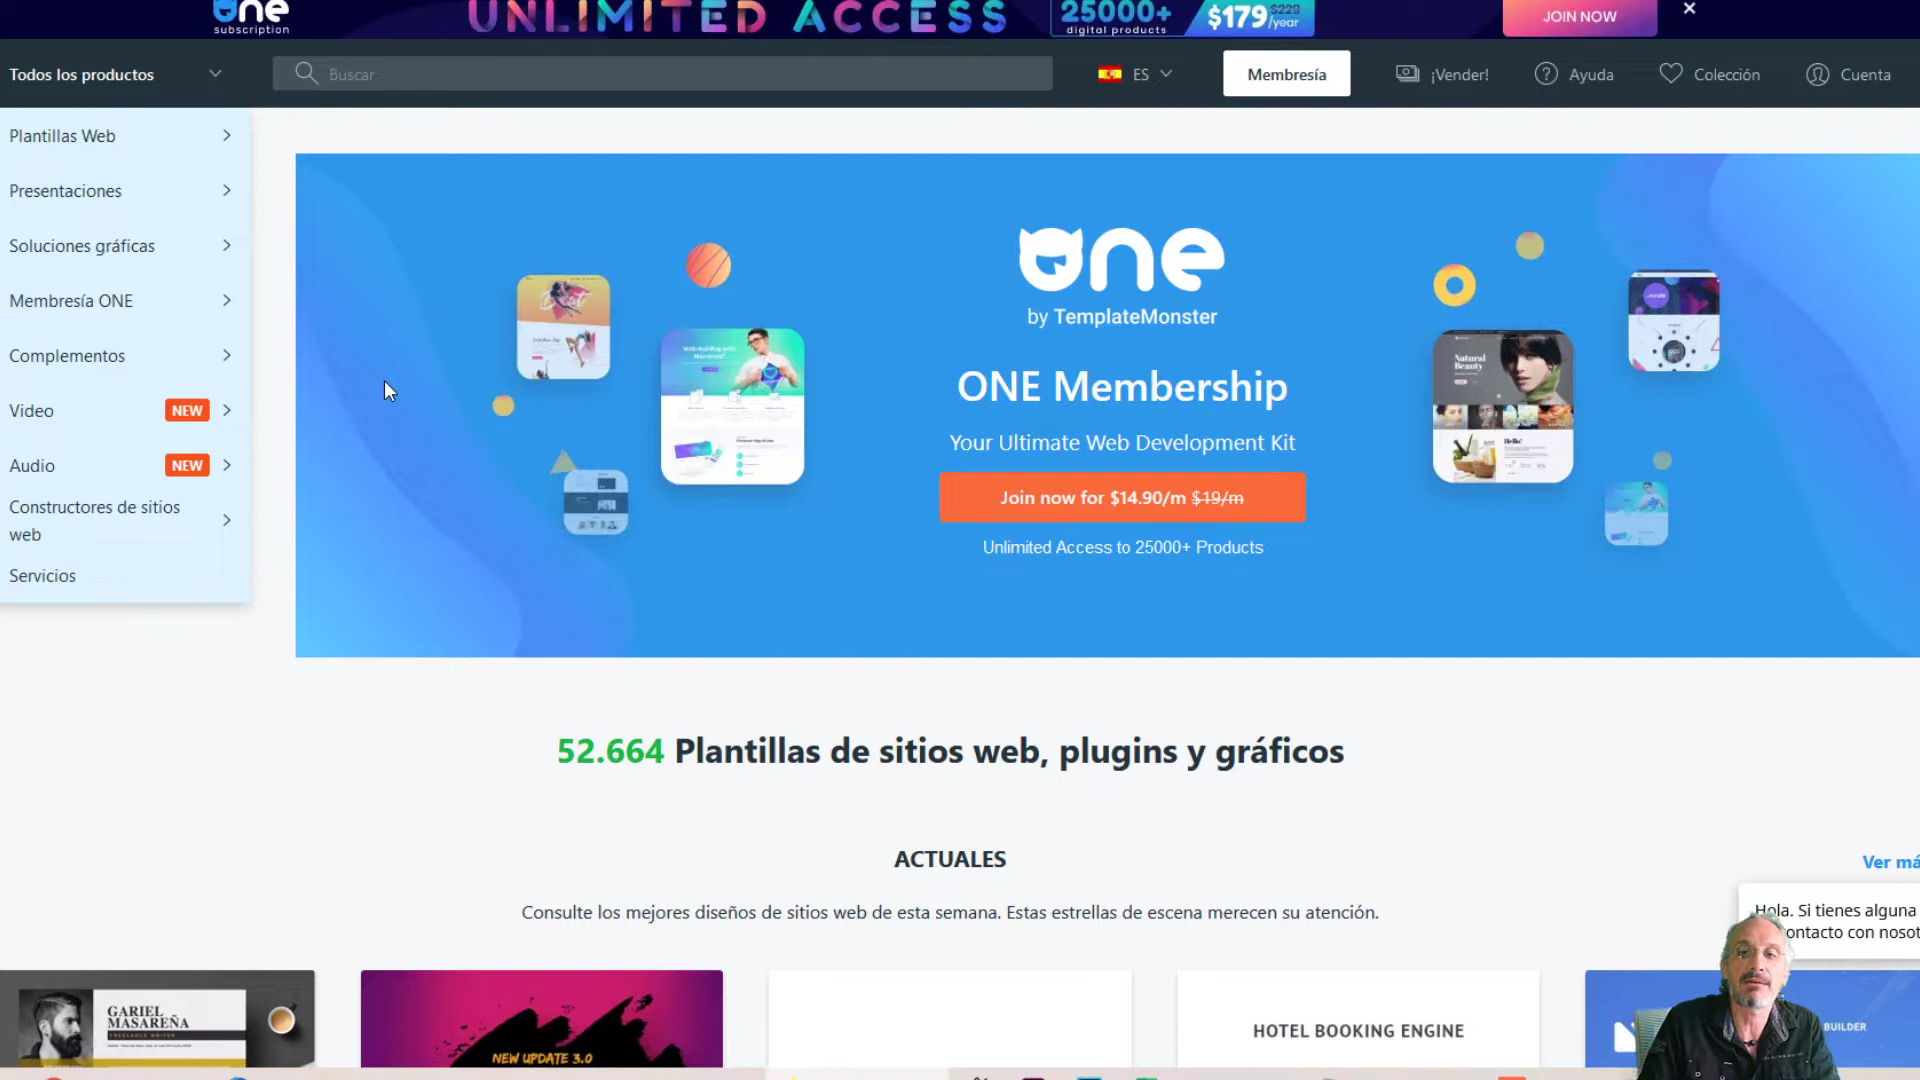 one
subscription
UNLIMITED ACCESS
25000+
digital products
$179/year
$229
JOIN NOW
Todos los productos
Buscar
ES
Membresía
¡Vender!
Ayuda
Colección
Cuenta
Plantillas Web
Presentaciones
Soluciones gráficas
Membresía ONE
Complementos
Video NEW
Audio NEW
Constructores de sitios
web
Servicios
one
by TemplateMonster
ONE Membership
Your Ultimate Web Development Kit
Join now for $14.90/m $19/m
Unlimited Access to 25000+ Products
Natural
Beauty
Hello!
52.664 Plantillas de sitios web, plugins y gráficos
ACTUALES
Ver má
Consulte los mejores diseños de sitios web de esta semana. Estas estrellas de escena merecen su atención.
Hola. Si tienes alguna
ontacto con nosot
GARIEL
MASAREÑA
FREELANCE WRITER
NEW UPDATE 3.0
HOTEL BOOKING ENGINE
BUILDER